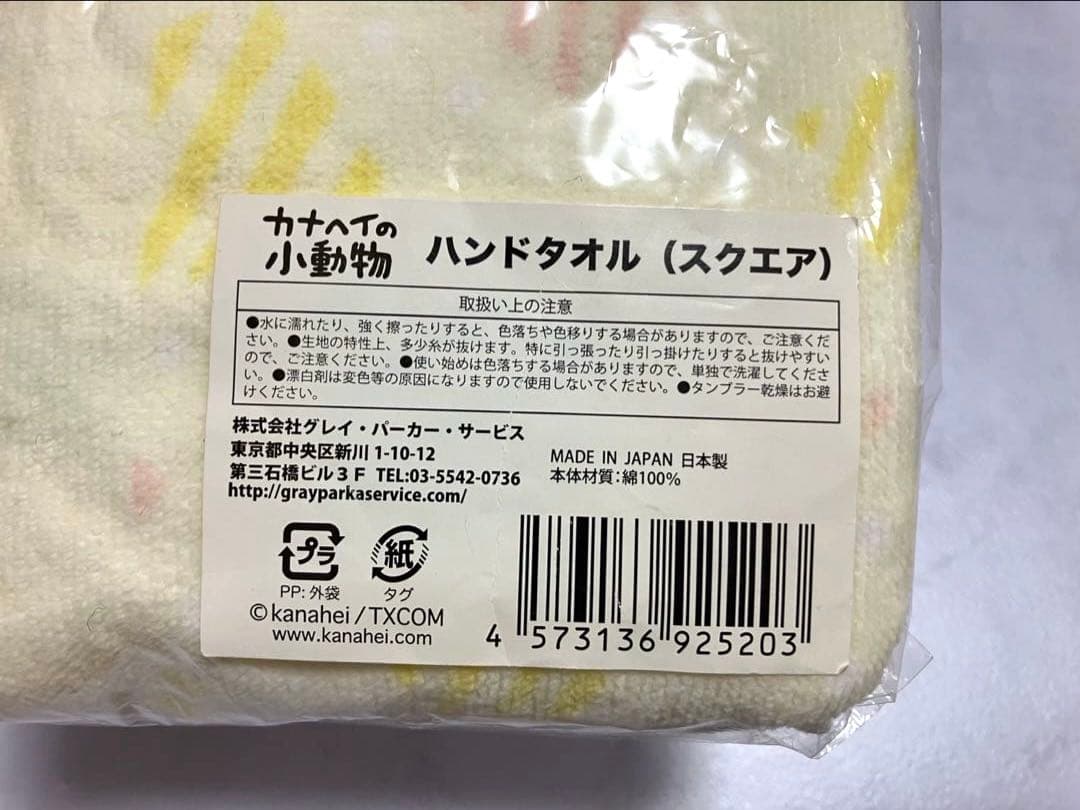 カナヘイの
小動物
ハンドタオル（スクエア）
取扱い上の注意
●水に濡れたり、強く擦ったりすると、色落ちや色移りする場合がありますので、ご注意くだ
さい。●生地の特性上、多少糸が抜けます。特に引っ張ったり引っ掛けたりすると抜けやすい
ので、ご注意ください。●使い始めは色落ちする場合がありますので、単独で洗濯してくださ
い。●漂白剤は変色等の原因になりますので使用しないでください。●タンブラー乾燥はお避
けください。
株式会社グレイ・パーカー・サービス
東京都中央区新川 1-10-12
第三石橋ビル３Ｆ TEL:03-5542-0736
http://grayparkaservice.com/
MADE IN JAPAN 日本製
本体材質：綿100%
プラ
紙
PP: 外袋
タグ
©kanahei / TXCOM
www.kanahei.com
4 573136 925203